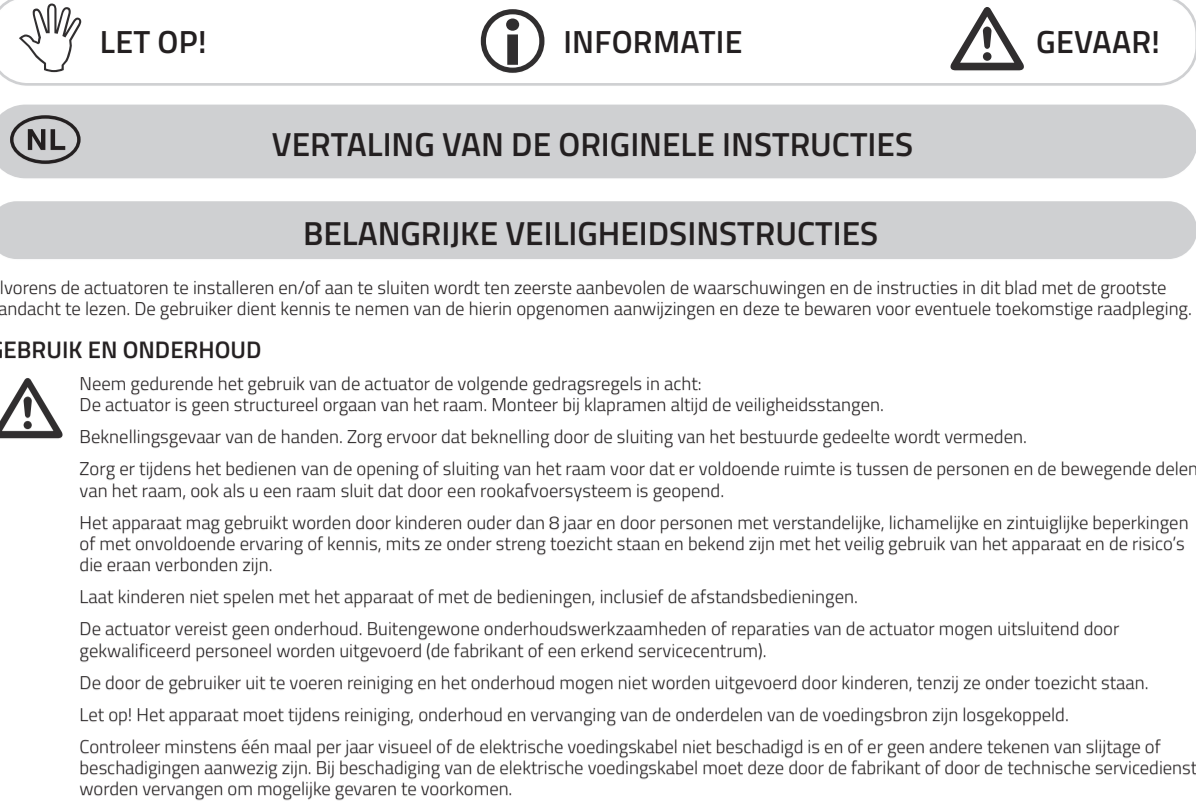 LET OP!
INFORMATIE
GEVAAR!
NL
VERTALING VAN DE ORIGINELE INSTRUCTIES
BELANGRIJKE VEILIGHEIDSINSTRUCTIES
lvorens de actuatoren te installeren en/of aan te sluiten wordt ten zeerste aanbevolen de waarschuwingen en de instructies in dit blad met de grootste
andacht te lezen. De gebruiker dient kennis te nemen van de hierin opgenomen aanwijzingen en deze te bewaren voor eventuele toekomstige raadpleging.
GEBRUIK EN ONDERHOUD
Neem gedurende het gebruik van de actuator de volgende gedragsregels in acht:
De actuator is geen structureel orgaan van het raam. Monteer bij klapramen altijd de veiligheidsstangen.
Beknellingsgevaar van de handen. Zorg ervoor dat beknelling door de sluiting van het bestuurde gedeelte wordt vermeden.
Zorg er tijdens het bedienen van de opening of sluiting van het raam voor dat er voldoende ruimte is tussen de personen en de bewegende delen
van het raam, ook als u een raam sluit dat door een rookafvoersysteem is geopend.
Het apparaat mag gebruikt worden door kinderen ouder dan 8 jaar en door personen met verstandelijke, lichamelijke en zintuiglijke beperkingen
of met onvoldoende ervaring of kennis, mits ze onder streng toezicht staan en bekend zijn met het veilig gebruik van het apparaat en de risico's
die eraan verbonden zijn.
Laat kinderen niet spelen met het apparaat of met de bedieningen, inclusief de afstandsbedieningen.
De actuator vereist geen onderhoud. Buitengewone onderhoudswerkzaamheden of reparaties van de actuator mogen uitsluitend door
gekwalificeerd personeel worden uitgevoerd (de fabrikant of een erkend servicecentrum).
De door de gebruiker uit te voeren reiniging en het onderhoud mogen niet worden uitgevoerd door kinderen, tenzij ze onder toezicht staan.
Let op! Het apparaat moet tijdens reiniging, onderhoud en vervanging van de onderdelen van de voedingsbron zijn losgekoppeld.
Controleer minstens één maal per jaar visueel of de elektrische voedingskabel niet beschadigd is en of er geen andere tekenen van slijtage of
beschadigingen aanwezig zijn. Bij beschadiging van de elektrische voedingskabel moet deze door de fabrikant of door de technische servicedienst
worden vervangen om mogelijke gevaren te voorkomen.